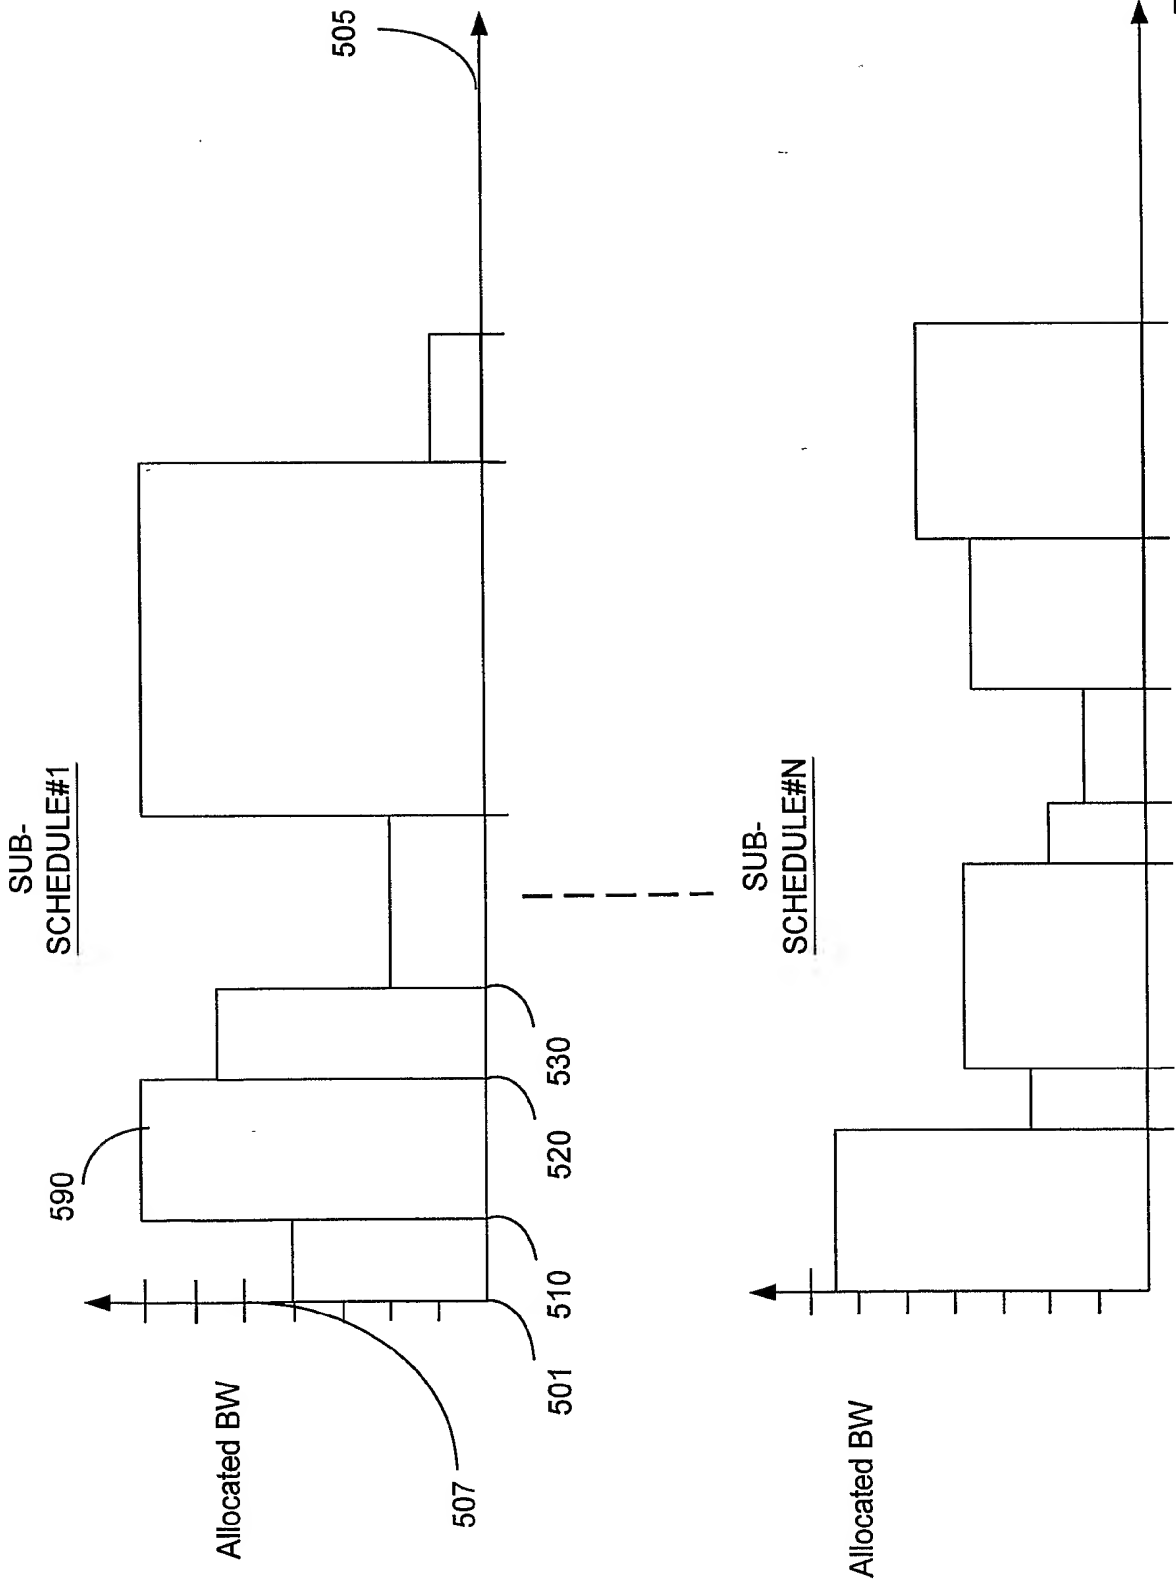 SUB-
SCHEDULE#1
590
505
Allocated BW
507
501
510
520
530
SUB-
SCHEDULE#N
Allocated BW